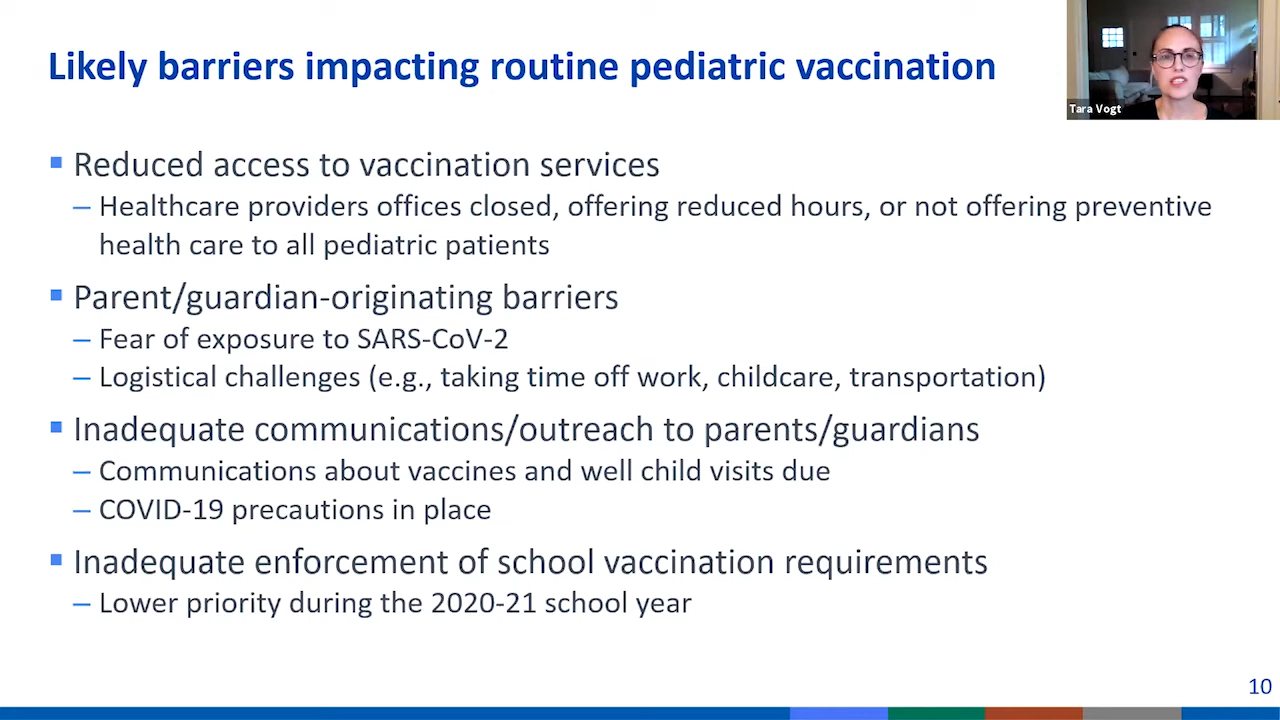 Likely barriers impacting routine pediatric vaccination
Tara Vogt
▪ Reduced access to vaccination services
– Healthcare providers offices closed, offering reduced hours, or not offering preventive
health care to all pediatric patients
▪ Parent/guardian-originating barriers
– Fear of exposure to SARS-CoV-2
– Logistical challenges (e.g., taking time off work, childcare, transportation)
▪ Inadequate communications/outreach to parents/guardians
– Communications about vaccines and well child visits due
– COVID-19 precautions in place
▪ Inadequate enforcement of school vaccination requirements
– Lower priority during the 2020-21 school year
10